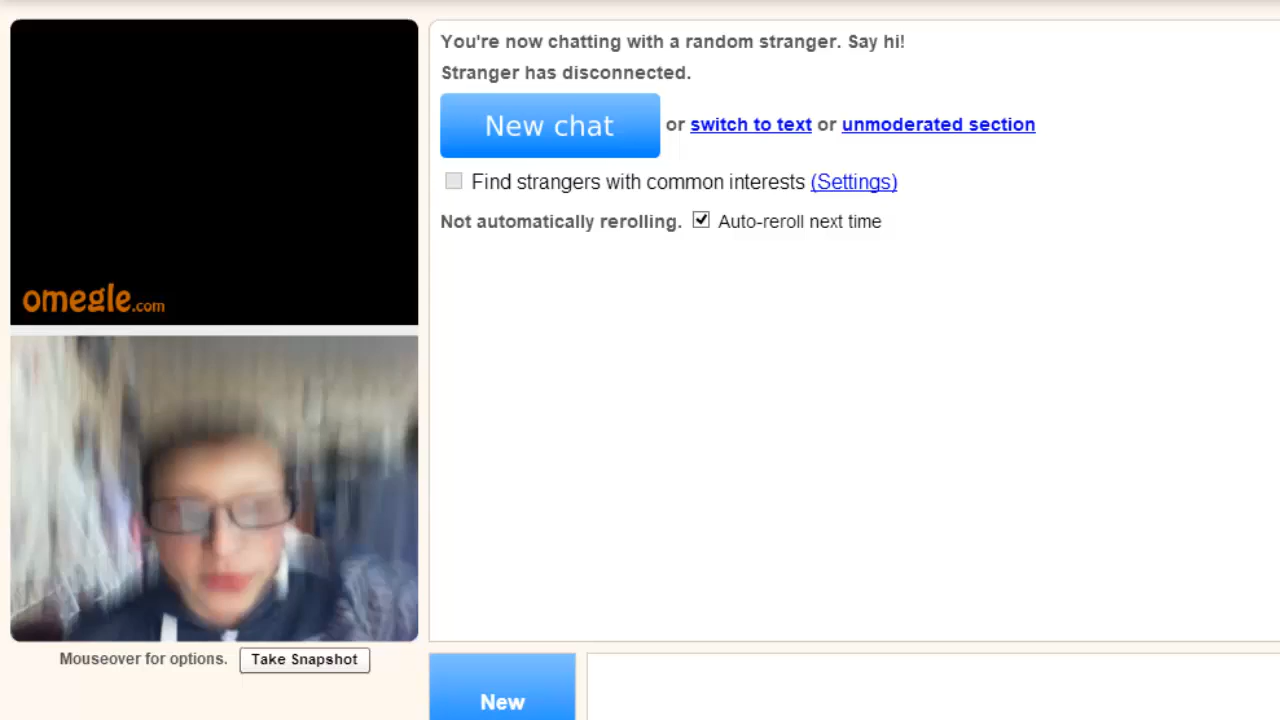 You're now chatting with a random stranger. Say hi!
Stranger has disconnected.
New chat or switch to text or unmoderated section
Find strangers with common interests (Settings)
Not automatically rerolling. Auto-reroll next time
omegle.com
Mouseover for options. Take Snapshot
New